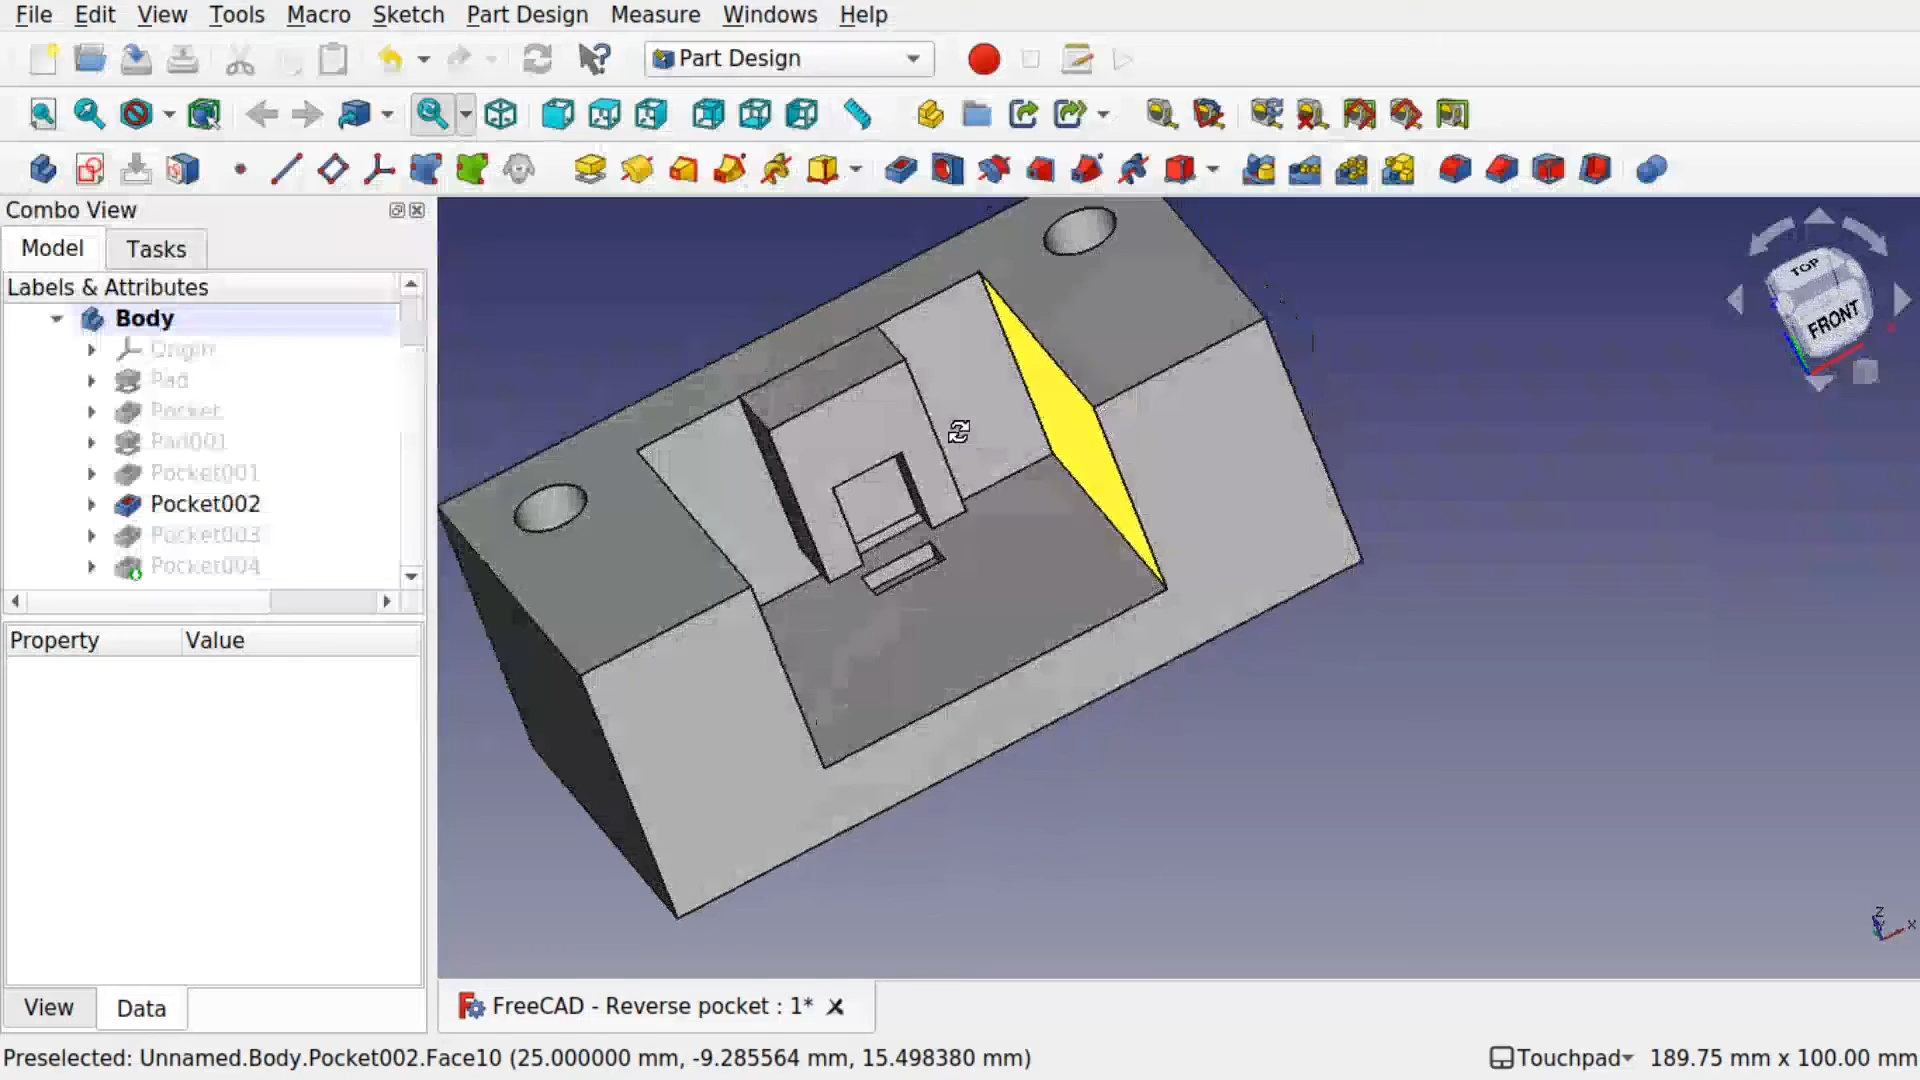 File Edit View Tools Macro Sketch Part Design Measure Windows Help
Part Design
Combo View
Model Tasks
Labels & Attributes
Body
Origin
Pad
Pocket
Pad001
Pocket001
Pocket002
Pocket003
Pocket004
Property Value
View Data
TOP
FRONT
Z
X
FreeCAD - Reverse pocket : 1*
Preselected: Unnamed.Body.Pocket002.Face10 (25.000000 mm, -9.285564 mm, 15.498380 mm)
Touchpad 189.75 mm x 100.00 mm